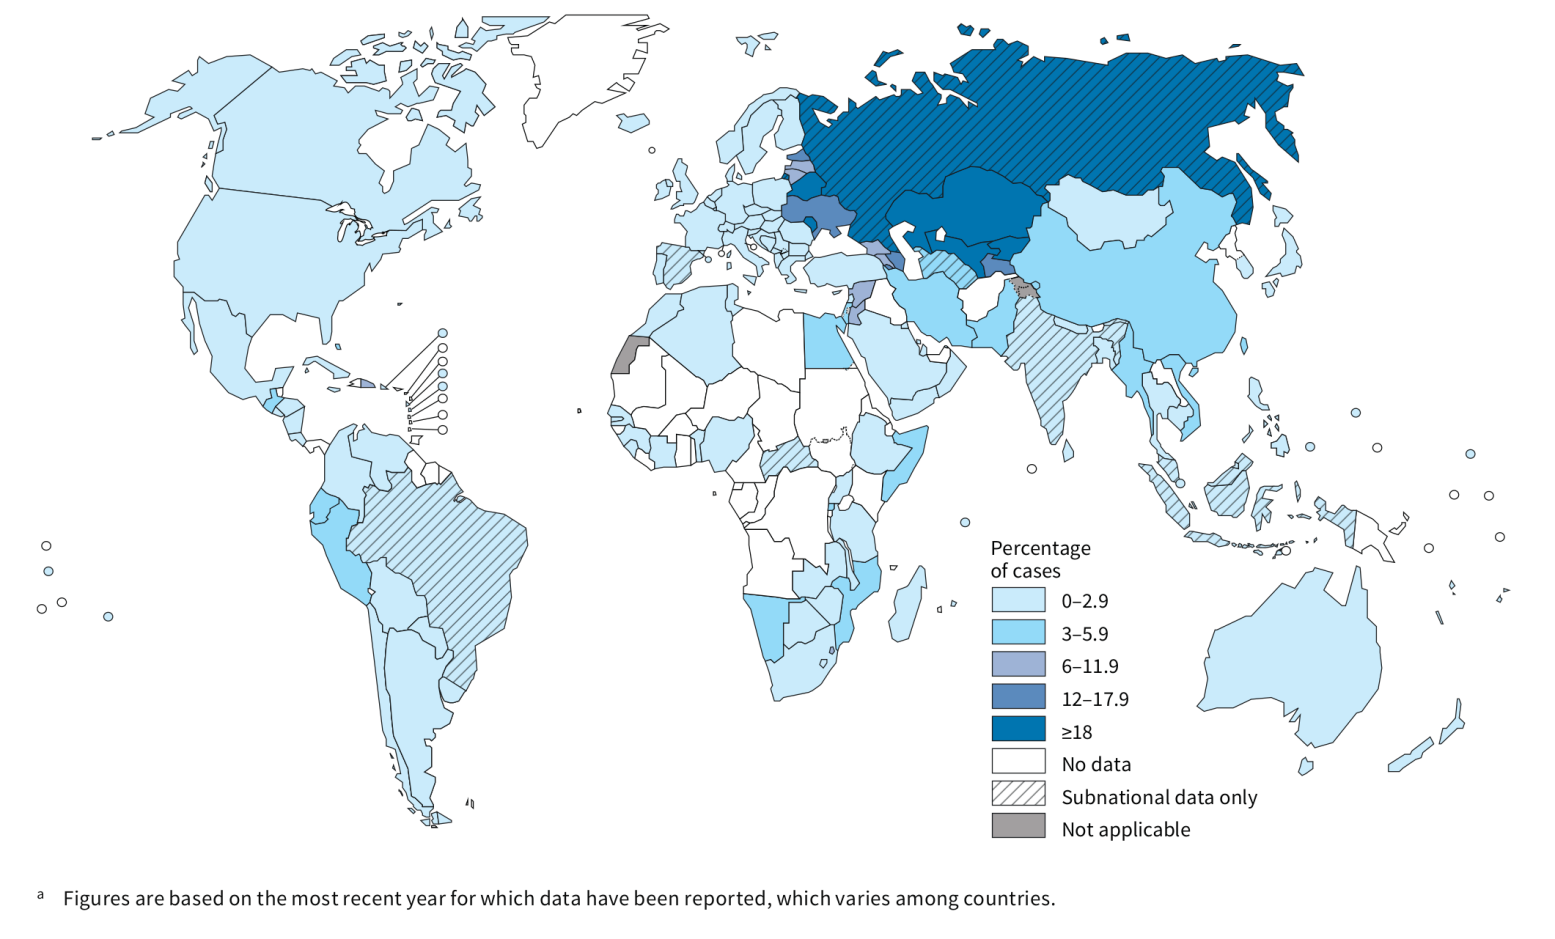 Percentage
of cases
0–2.9
3–5.9
6–11.9
12–17.9
≥18
No data
Subnational data only
Not applicable
a Figures are based on the most recent year for which data have been reported, which varies among countries.